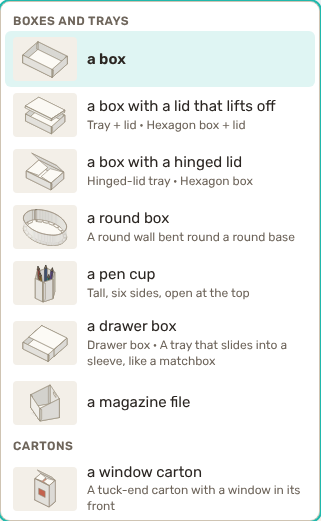 BOXES AND TRAYS
a box
a box with a lid that lifts off
Tray + lid • Hexagon box + lid
a box with a hinged lid
Hinged-lid tray • Hexagon box
a round box
A round wall bent round a round base
a pen cup
Tall, six sides, open at the top
a drawer box
Drawer box • A tray that slides into a
sleeve, like a matchbox
a magazine file
CARTONS
a window carton
A tuck-end carton with a window in its
front